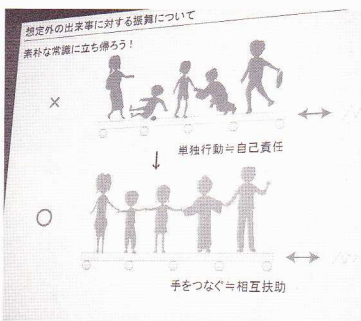 想定外の出来事に対する振舞について
素朴な常識に立ち帰ろう！
×
単独行動≒自己責任
↓
○
手をつなぐ≒相互扶助